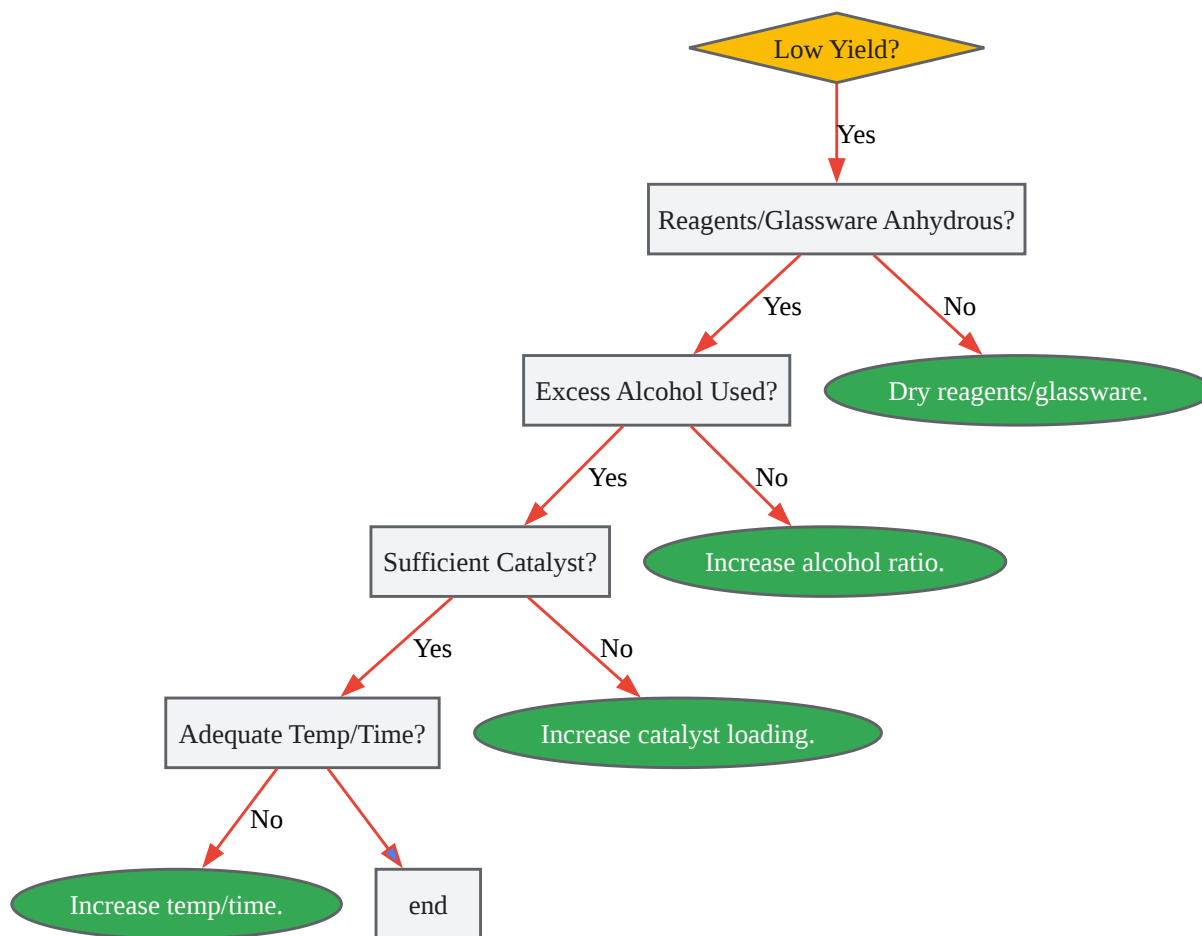 Low Yield?
Yes
Reagents/Glassware Anhydrous?
Yes
No
Excess Alcohol Used?
Dry reagents/glassware.
Yes
No
Sufficient Catalyst?
Increase alcohol ratio.
Yes
No
Adequate Temp/Time?
Increase catalyst loading.
No
Increase temp/time.
end